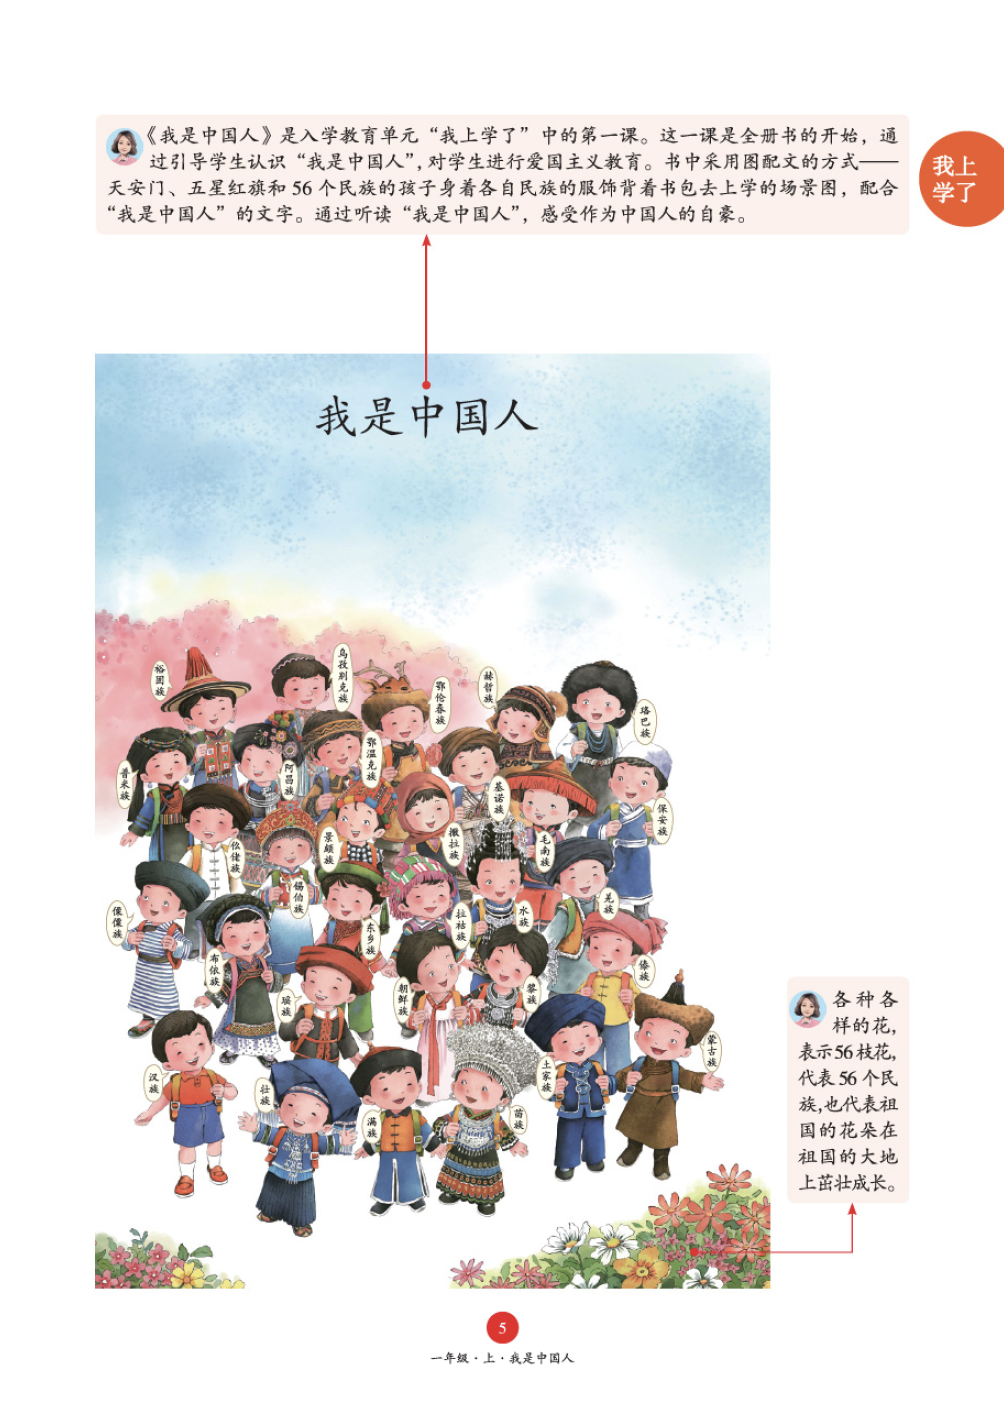 《我是中国人》是入学教育单元“我上学了”中的第一课。这一课是全册书的开始，通
过引导学生认识“我是中国人”，对学生进行爱国主义教育。书中采用图配文的方式——
天安门、五星红旗和 56 个民族的孩子身着各自民族的服饰背着书包去上学的场景图，配合
“我是中国人”的文字。通过听读“我是中国人”，感受作为中国人的自豪。
我上
学了
我是中国人
裕固族
乌孜别克族
鄂伦春族
赫哲族
珞巴族
普米族
阿昌族
鄂温克族
基诺族
保安族
仫佬族
景颇族
撒拉族
毛南族
傈僳族
锡伯族
东乡族
拉祜族
水族
羌族
布依族
瑶族
朝鲜族
黎族
傣族
汉族
壮族
满族
苗族
土家族
蒙古族
各种各
样的花，
表示56枝花，
代表 56 个民
族，也代表祖
国的花朵在
祖国的大地
上茁壮成长。
5
一年级·上·我是中国人